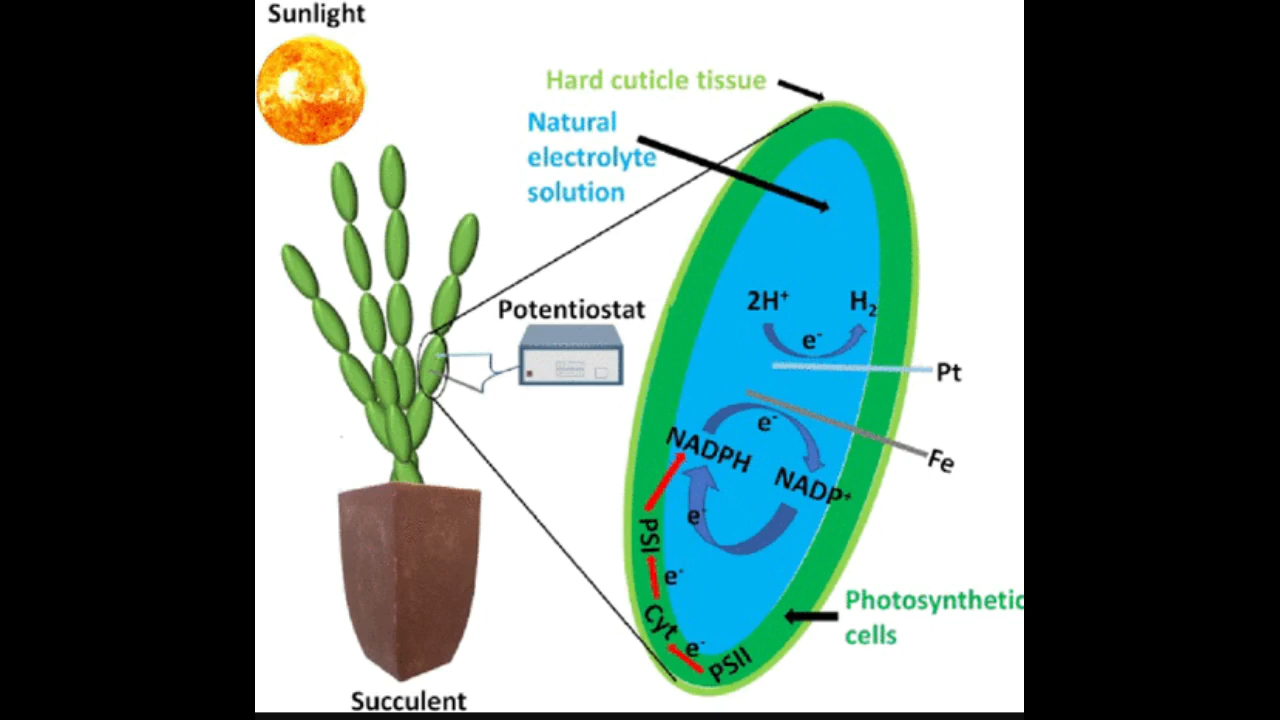 Sunlight
Hard cuticle tissue
Natural
electrolyte
solution
Potentiostat
2H⁺
H₂
e⁻
Pt
Fe
e⁻
NADPH
NADP⁺
e⁻
PSI
e⁻
Cyt
e⁻
PSII
Photosynthetic
cells
Succulent